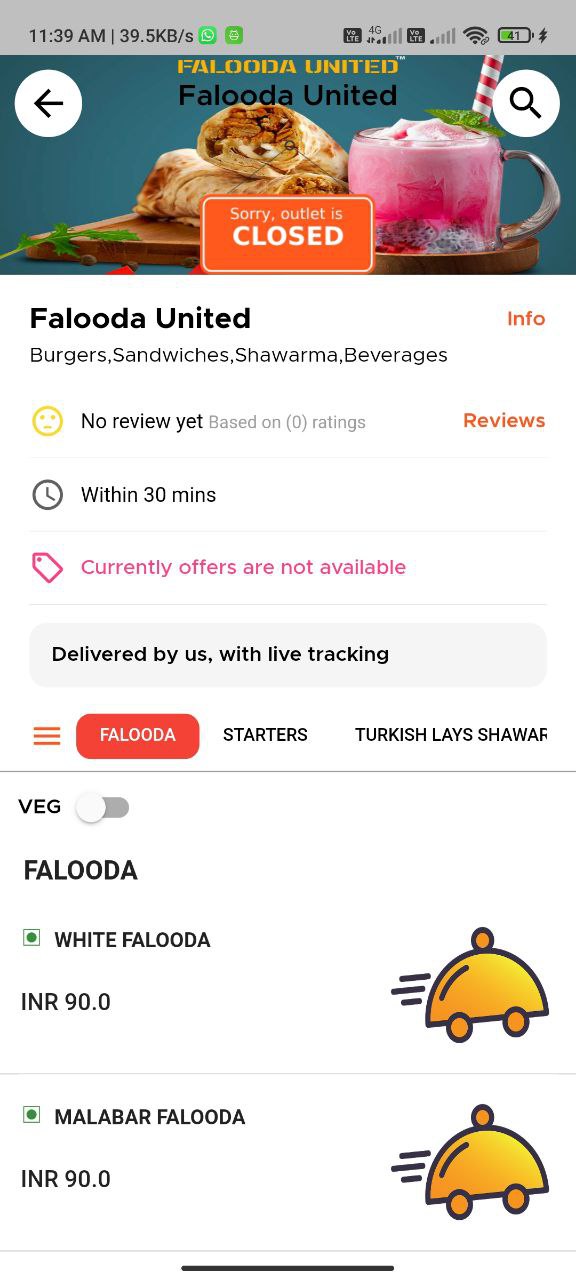 11:39 AM | 39.5KB/s
Vo LTE 4G Vo LTE 41
FALOODA UNITED™
Falooda United
Sorry, outlet is
CLOSED
Falooda United Info
Burgers,Sandwiches,Shawarma,Beverages
No review yet Based on (0) ratings Reviews
Within 30 mins
Currently offers are not available
Delivered by us, with live tracking
FALOODA STARTERS TURKISH LAYS SHAWAR
VEG
FALOODA
WHITE FALOODA
INR 90.0
MALABAR FALOODA
INR 90.0